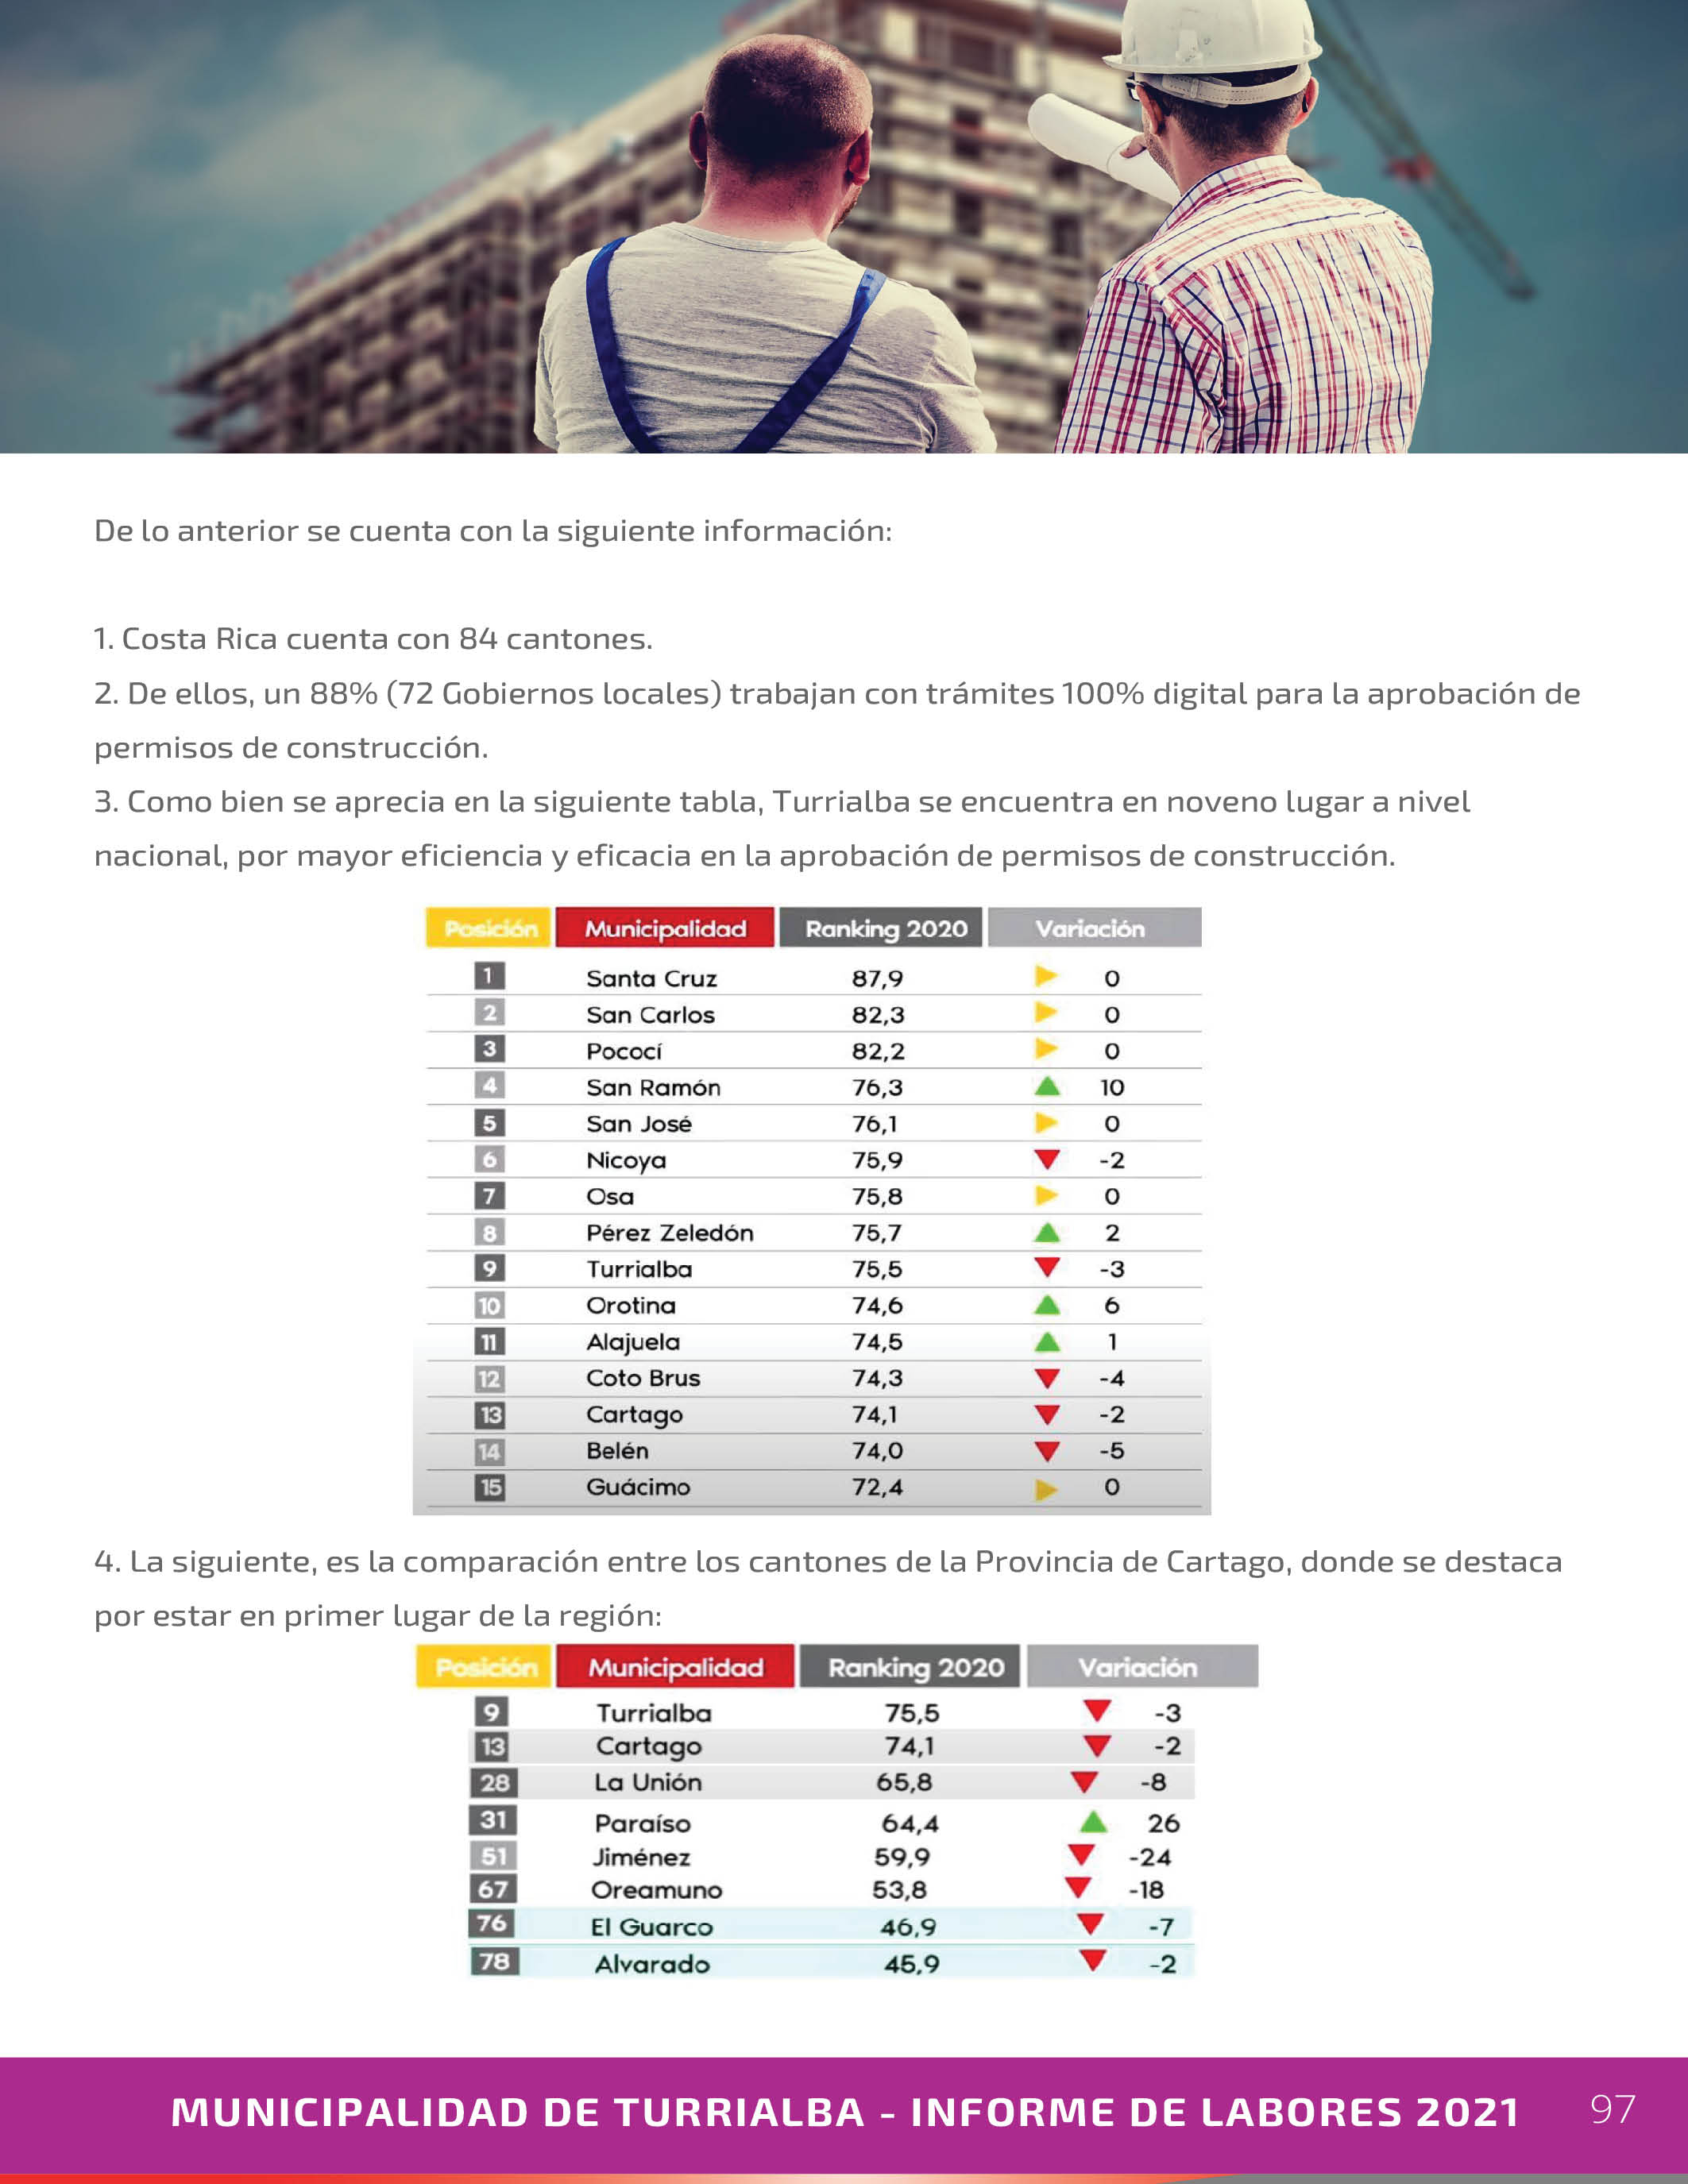 De lo anterior se cuenta con la siguiente información:
1. Costa Rica cuenta con 84 cantones.
2. De ellos, un 88% (72 Gobiernos locales) trabajan con trámites 100% digital para la aprobación de
permisos de construcción.
3. Como bien se aprecia en la siguiente tabla, Turrialba se encuentra en noveno lugar a nivel
nacional, por mayor eficiencia y eficacia en la aprobación de permisos de construcción.
Posición Municipalidad Ranking 2020 Variación
1 Santa Cruz 87,9 0
2 San Carlos 82,3 0
3 Pococí 82,2 0
4 San Ramón 76,3 10
5 San José 76,1 0
6 Nicoya 75,9 -2
7 Osa 75,8 0
8 Pérez Zeledón 75,7 2
9 Turrialba 75,5 -3
10 Orotina 74,6 6
11 Alajuela 74,5 1
12 Coto Brus 74,3 -4
13 Cartago 74,1 -2
14 Belén 74,0 -5
15 Guácimo 72,4 0
4. La siguiente, es la comparación entre los cantones de la Provincia de Cartago, donde se destaca
por estar en primer lugar de la región:
Posición Municipalidad Ranking 2020 Variación
9 Turrialba 75,5 -3
13 Cartago 74,1 -2
28 La Unión 65,8 -8
31 Paraíso 64,4 26
51 Jiménez 59,9 -24
67 Oreamuno 53,8 -18
76 El Guarco 46,9 -7
78 Alvarado 45,9 -2
MUNICIPALIDAD DE TURRIALBA - INFORME DE LABORES 2021 97